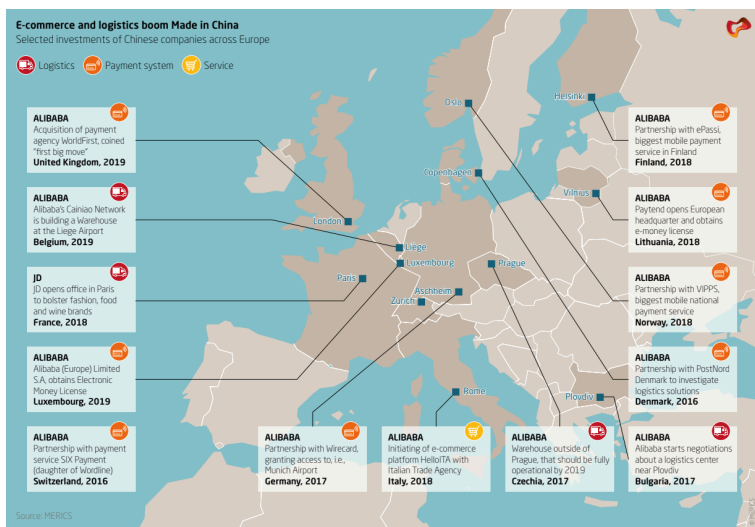 E-commerce and logistics boom Made in China
Selected investments of Chinese companies across Europe
Logistics
Payment system
Service
ALIBABA
Acquisition of payment
agency WorldFirst, coined
"first big move"
United Kingdom, 2019
ALIBABA
Alibaba's Cainiao Network
is building a Warehouse
at the Liege Airport
Belgium, 2019
JD
JD opens office in Paris
to bolster fashion, food
and wine brands
France, 2018
ALIBABA
Alibaba (Europe) Limited
S.A, obtains Electronic
Money License
Luxembourg, 2019
ALIBABA
Partnership with payment
service SIX Payment
(daughter of Wordline)
Switzerland, 2016
ALIBABA
Partnership with Wirecard,
granting access to, i.e.,
Munich Airport
Germany, 2017
ALIBABA
Initiating of e-commerce
platform HelloITA with
Italian Trade Agency
Italy, 2018
ALIBABA
Warehouse outside of
Prague, that should be fully
operational by 2019
Czechia, 2017
ALIBABA
Alibaba starts negotiations
about a logistics center
near Plovdiv
Bulgaria, 2017
ALIBABA
Partnership with ePassi,
biggest mobile payment
service in Finland
Finland, 2018
ALIBABA
Paytend opens European
headquarter and obtains
e-money license
Lithuania, 2018
ALIBABA
Partnership with VIPPS,
biggest mobile national
payment service
Norway, 2018
ALIBABA
Partnership with PostNord
Denmark to investigate
logistics solutions
Denmark, 2016
Oslo
Helsinki
Copenhagen
Vilnius
London
Liege
Luxembourg
Prague
Paris
Aschheim
Zurich
Rome
Plovdiv
Source: MERICS